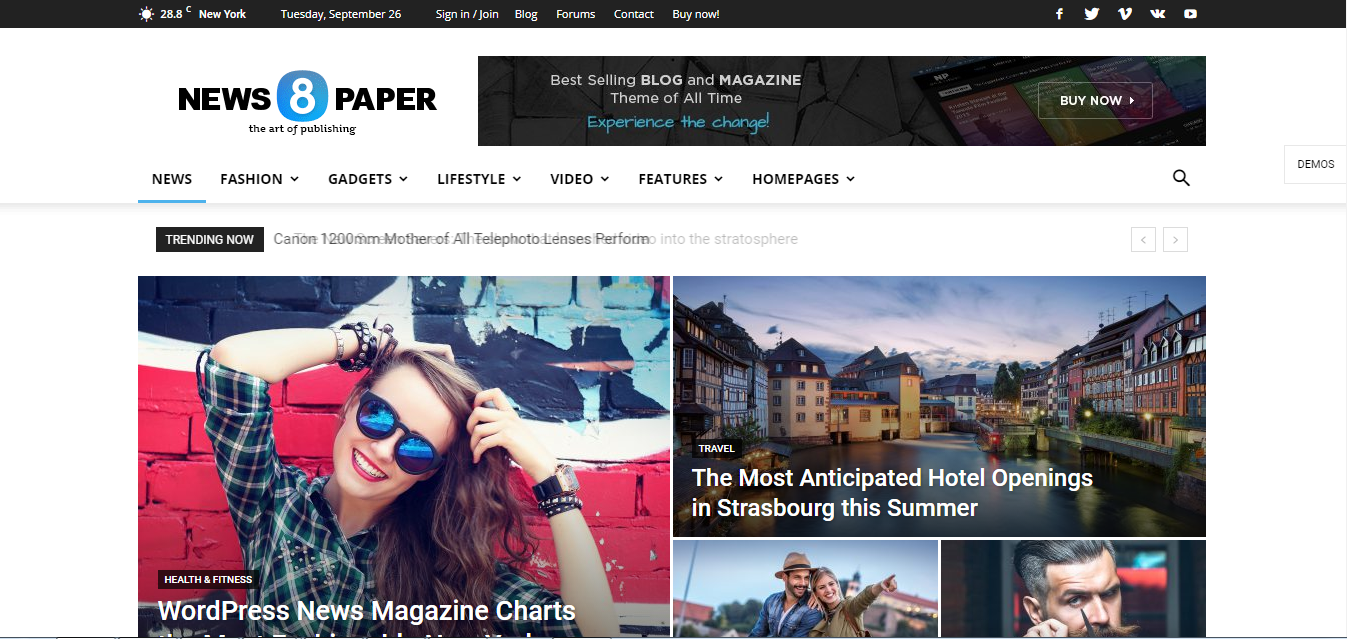 28.8 C New York Tuesday, September 26 Sign in / Join Blog Forums Contact Buy now!
NEWS 8 PAPER
the art of publishing
Best Selling BLOG and MAGAZINE
Theme of All Time
Experience the change!
BUY NOW
DEMOS
NEWS FASHION GADGETS LIFESTYLE VIDEO FEATURES HOMEPAGES
TRENDING NOW Canon 1200mm Mother of All Telephoto Lenses Perform
into the stratosphere
TRAVEL
The Most Anticipated Hotel Openings
in Strasbourg this Summer
HEALTH & FITNESS
WordPress News Magazine Charts